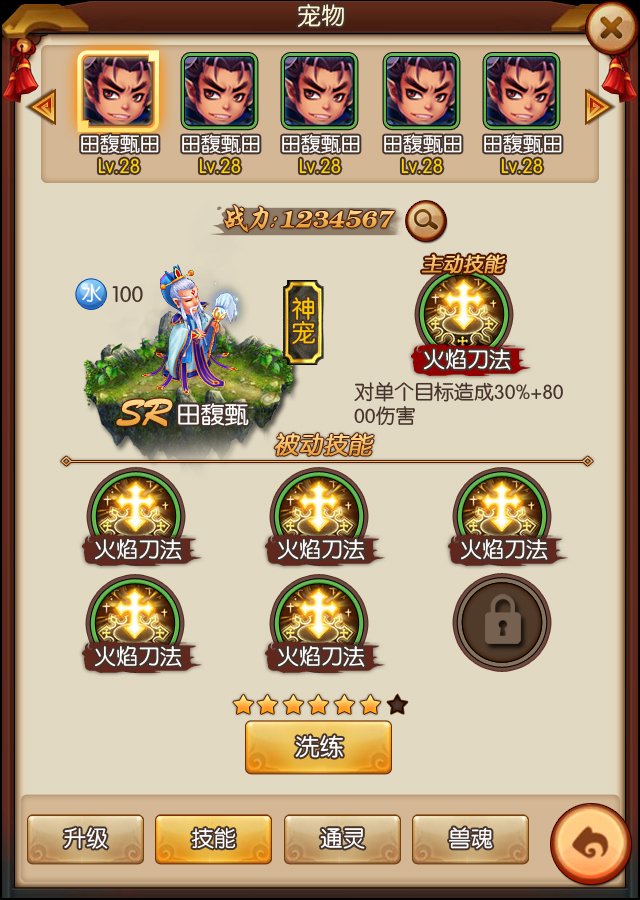 宠物
田馥甄田 田馥甄田 田馥甄田 田馥甄田 田馥甄田
Lv.28 Lv.28 Lv.28 Lv.28 Lv.28
战力:1234567
水 100
神宠
主动技能
火焰刀法
对单个目标造成30%+80
00伤害
SR 田馥甄
被动技能
火焰刀法 火焰刀法 火焰刀法
火焰刀法 火焰刀法
洗练
升级 技能 通灵 兽魂